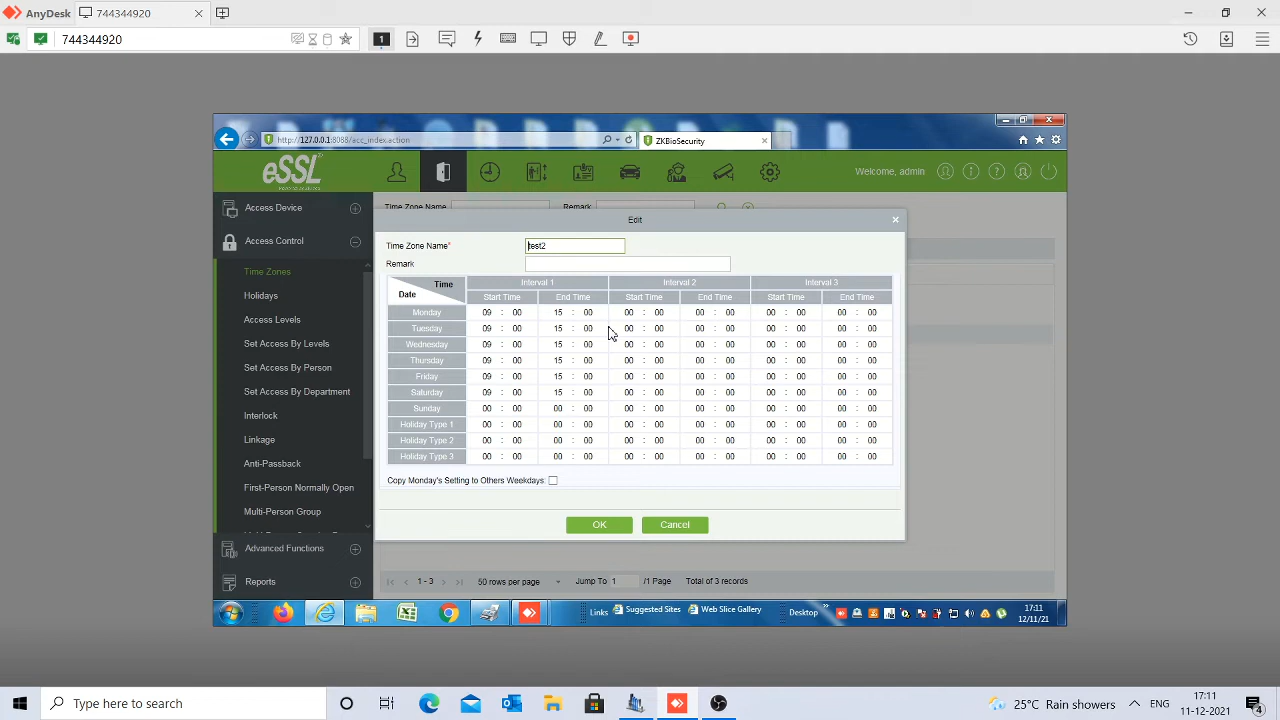 AnyDesk 744344920
744344920 1
http://127.0.0.1:8088/acc_index.action ZKBioSecurity
eSSL Welcome, admin
Access Device Time Zone Name Remark
Edit
Access Control Time Zone Name* test2
Remark
Time Zones
Time Interval 1 Interval 2 Interval 3
Date Start Time End Time Start Time End Time Start Time End Time
Holidays
Monday 09 : 00 15 : 00 00 : 00 00 : 00 00 : 00 00 : 00
Access Levels
Tuesday 09 : 00 15 : 00 00 : 00 00 : 00 00 : 00 00 : 00
Set Access By Levels
Wednesday 09 : 00 15 : 00 00 : 00 00 : 00 00 : 00 00 : 00
Thursday 09 : 00 15 : 00 00 : 00 00 : 00 00 : 00 00 : 00
Set Access By Person
Friday 09 : 00 15 : 00 00 : 00 00 : 00 00 : 00 00 : 00
Set Access By Department
Saturday 09 : 00 15 : 00 00 : 00 00 : 00 00 : 00 00 : 00
Sunday 00 : 00 00 : 00 00 : 00 00 : 00 00 : 00 00 : 00
Interlock
Holiday Type 1 00 : 00 00 : 00 00 : 00 00 : 00 00 : 00 00 : 00
Linkage
Holiday Type 2 00 : 00 00 : 00 00 : 00 00 : 00 00 : 00 00 : 00
Holiday Type 3 00 : 00 00 : 00 00 : 00 00 : 00 00 : 00 00 : 00
Anti-Passback
Copy Monday's Setting to Others Weekdays:
First-Person Normally Open
Multi-Person Group
OK Cancel
Advanced Functions
Reports 1 - 3 50 rows per page Jump To 1 /1 Page Total of 3 records
Links Suggested Sites Web Slice Gallery Desktop 17:11
12/11/21
Type here to search 25°C Rain showers ENG 17:11
11-12-2021 4